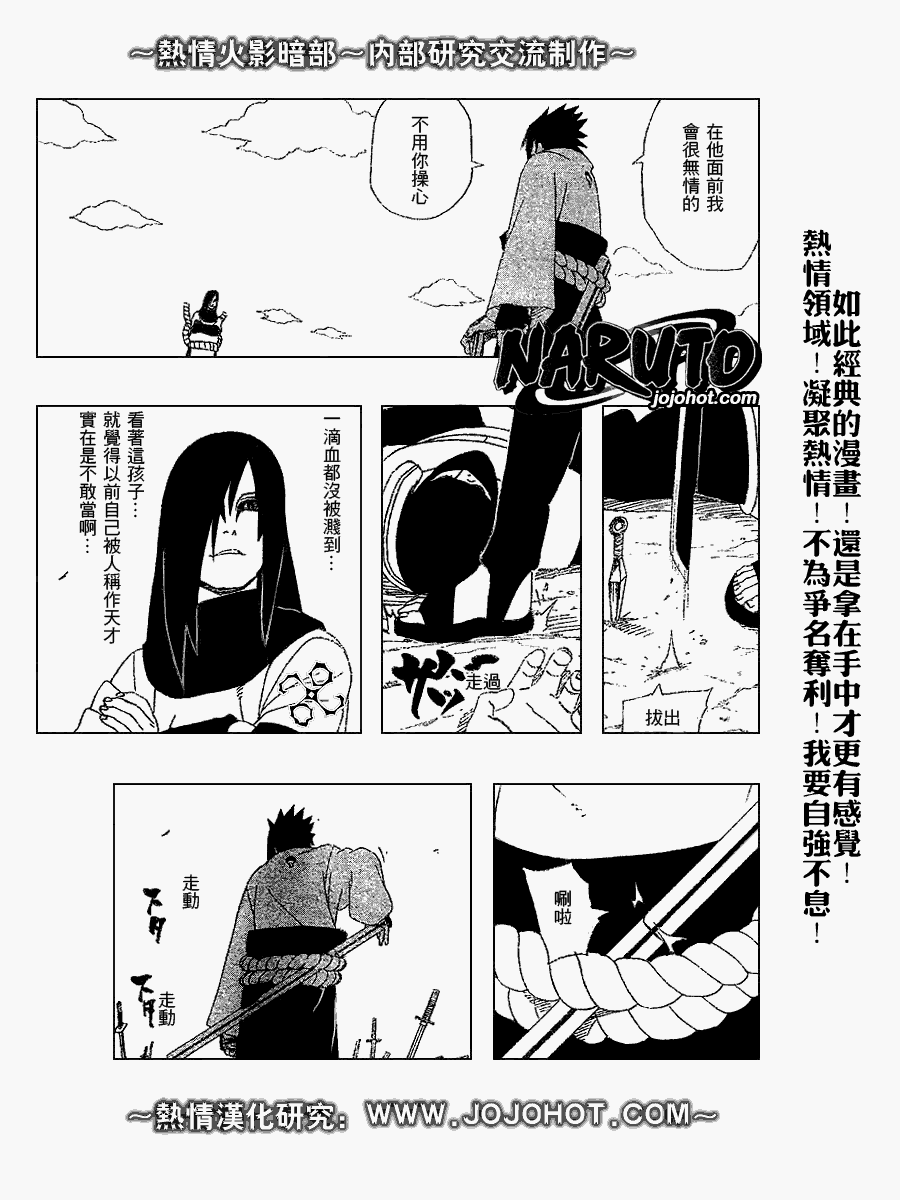 ～熱情火影暗部～内部研究交流制作～
在他面前我
會很無情的
不用你操心
NARUTO
jojohot.com
拔出
走過
一滴血都沒被濺到…
看著這孩子…
就覺得以前自己被人稱作天才
實在是不敢當啊…
唰啦
走動
走動
如此經典的漫畫！還是拿在手中才更有感覺！
熱情領域！凝聚熱情！不為爭名奪利！我要自強不息！
～熱情漢化研究：WWW.JOJOHOT.COM～